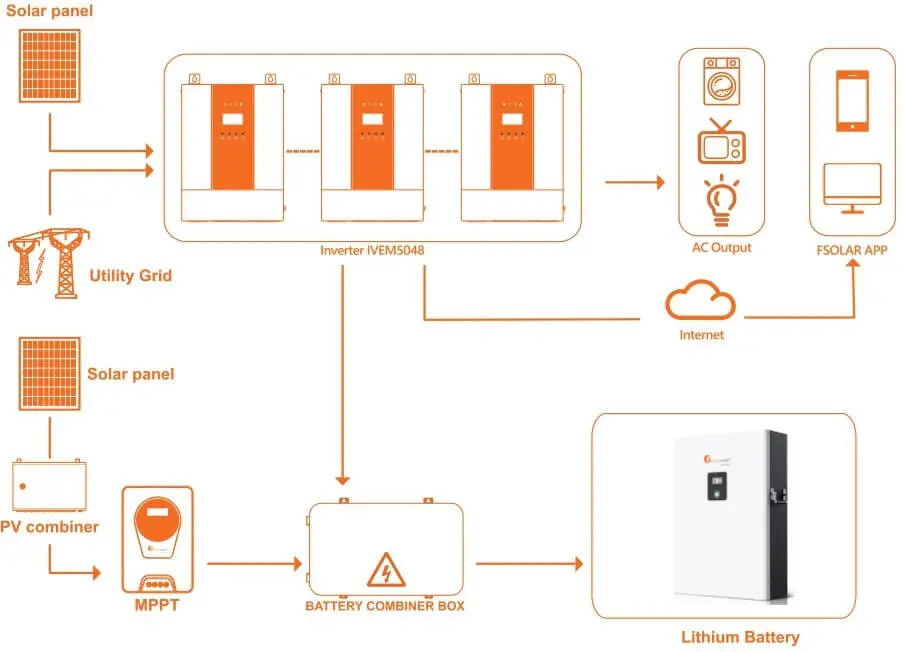 Solar panel
Inverter iVEM5048
AC Output
FSOLAR APP
Utility Grid
Internet
Solar panel
PV combiner
MPPT
BATTERY COMBINER BOX
Lithium Battery